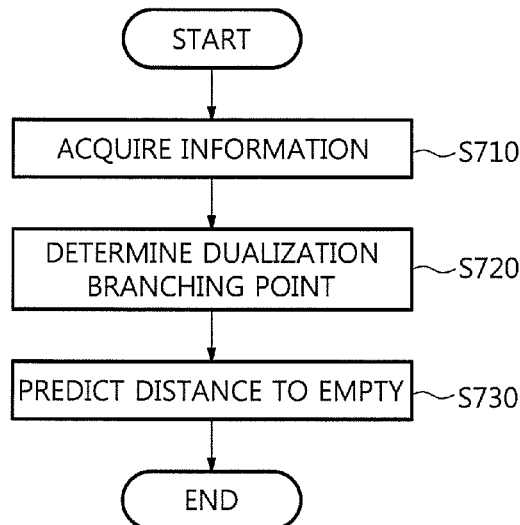 START
ACQUIRE INFORMATION
S710
DETERMINE DUALIZATION
BRANCHING POINT
S720
PREDICT DISTANCE TO EMPTY
S730
END